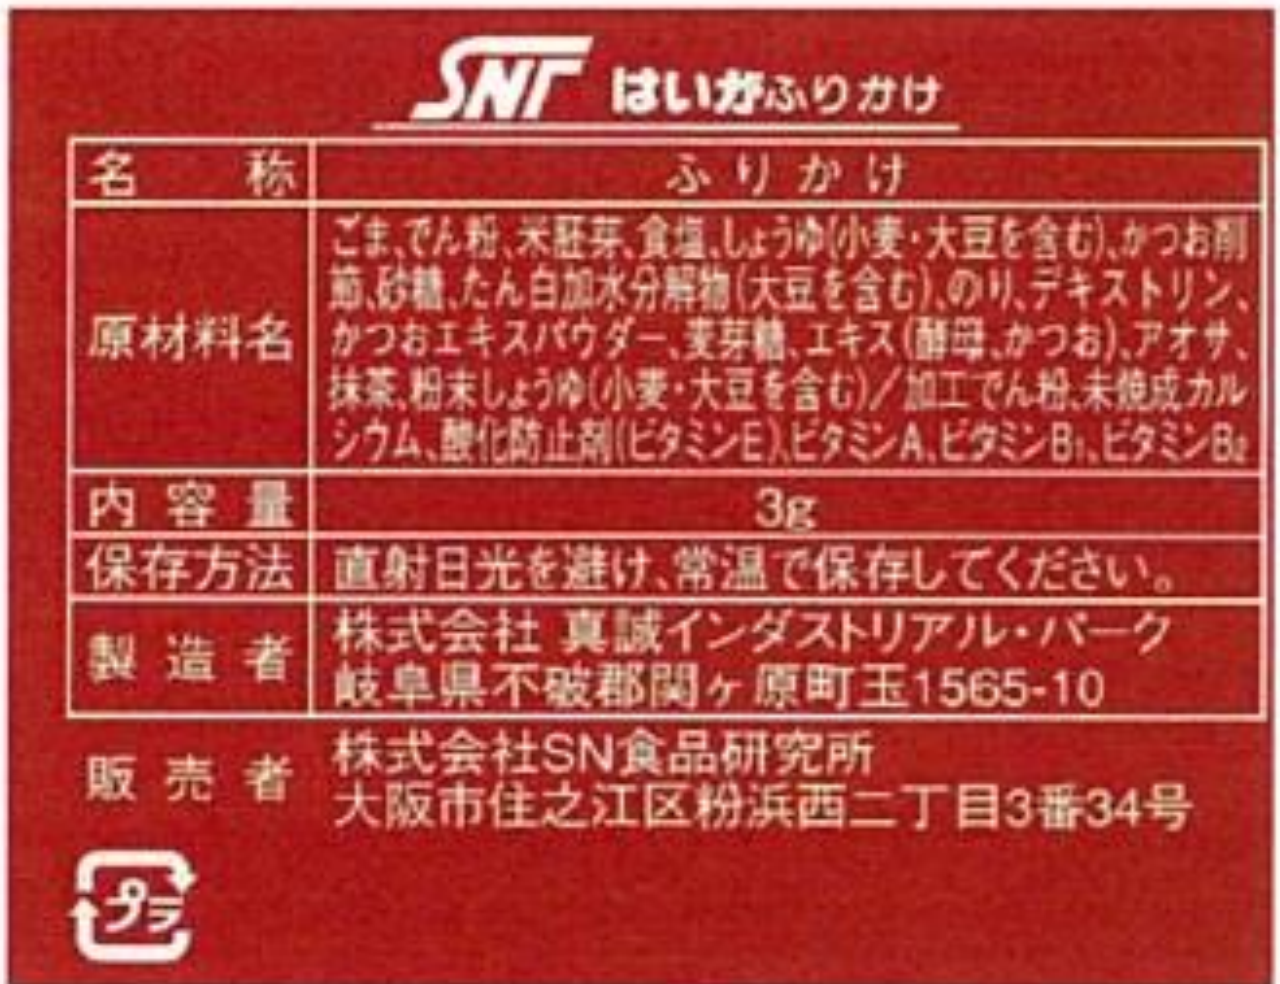 SNF はいがふりかけ
名称 ふりかけ
原材料名 ごま、でん粉、米胚芽、食塩、しょうゆ(小麦・大豆を含む)、かつお削
節、砂糖、たん白加水分解物(大豆を含む)、のり、デキストリン、
かつおエキスパウダー、麦芽糖、エキス(酵母、かつお)、アオサ、
抹茶、粉末しょうゆ(小麦・大豆を含む)/加工でん粉、未焼成カル
シウム、酸化防止剤(ビタミンE)、ビタミンA、ビタミンB1、ビタミンB2
内容量 3g
保存方法 直射日光を避け、常温で保存してください。
製造者 株式会社 真誠インダストリアル・パーク
岐阜県不破郡関ヶ原町玉1565-10
販売者 株式会社SN食品研究所
大阪市住之江区粉浜西二丁目3番34号
プラ